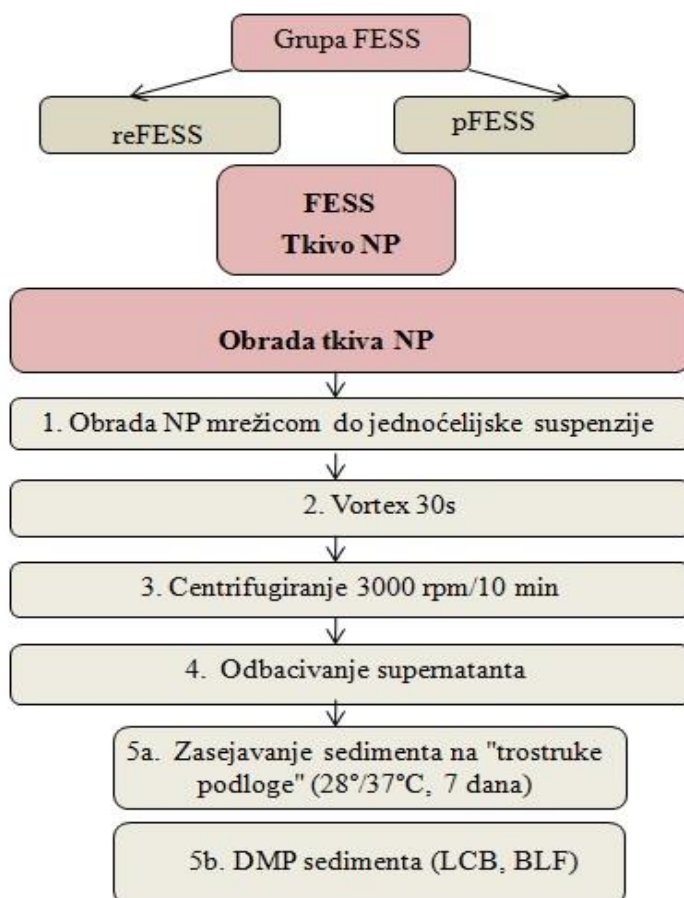 Grupa FESS
reFESS
pFESS
FESS
Tkivo NP
Obrada tkiva NP
1. Obrada NP mrežicom do jednoćelijske suspenzije
2. Vortex 30s
3. Centrifugiranje 3000 rpm/10 min
4. Odbacivanje supernatanta
5a. Zasejavanje sedimenta na "trostruke
podloge" (28°/37°C, 7 dana)
5b. DMP sedimenta (LCB, BLF)